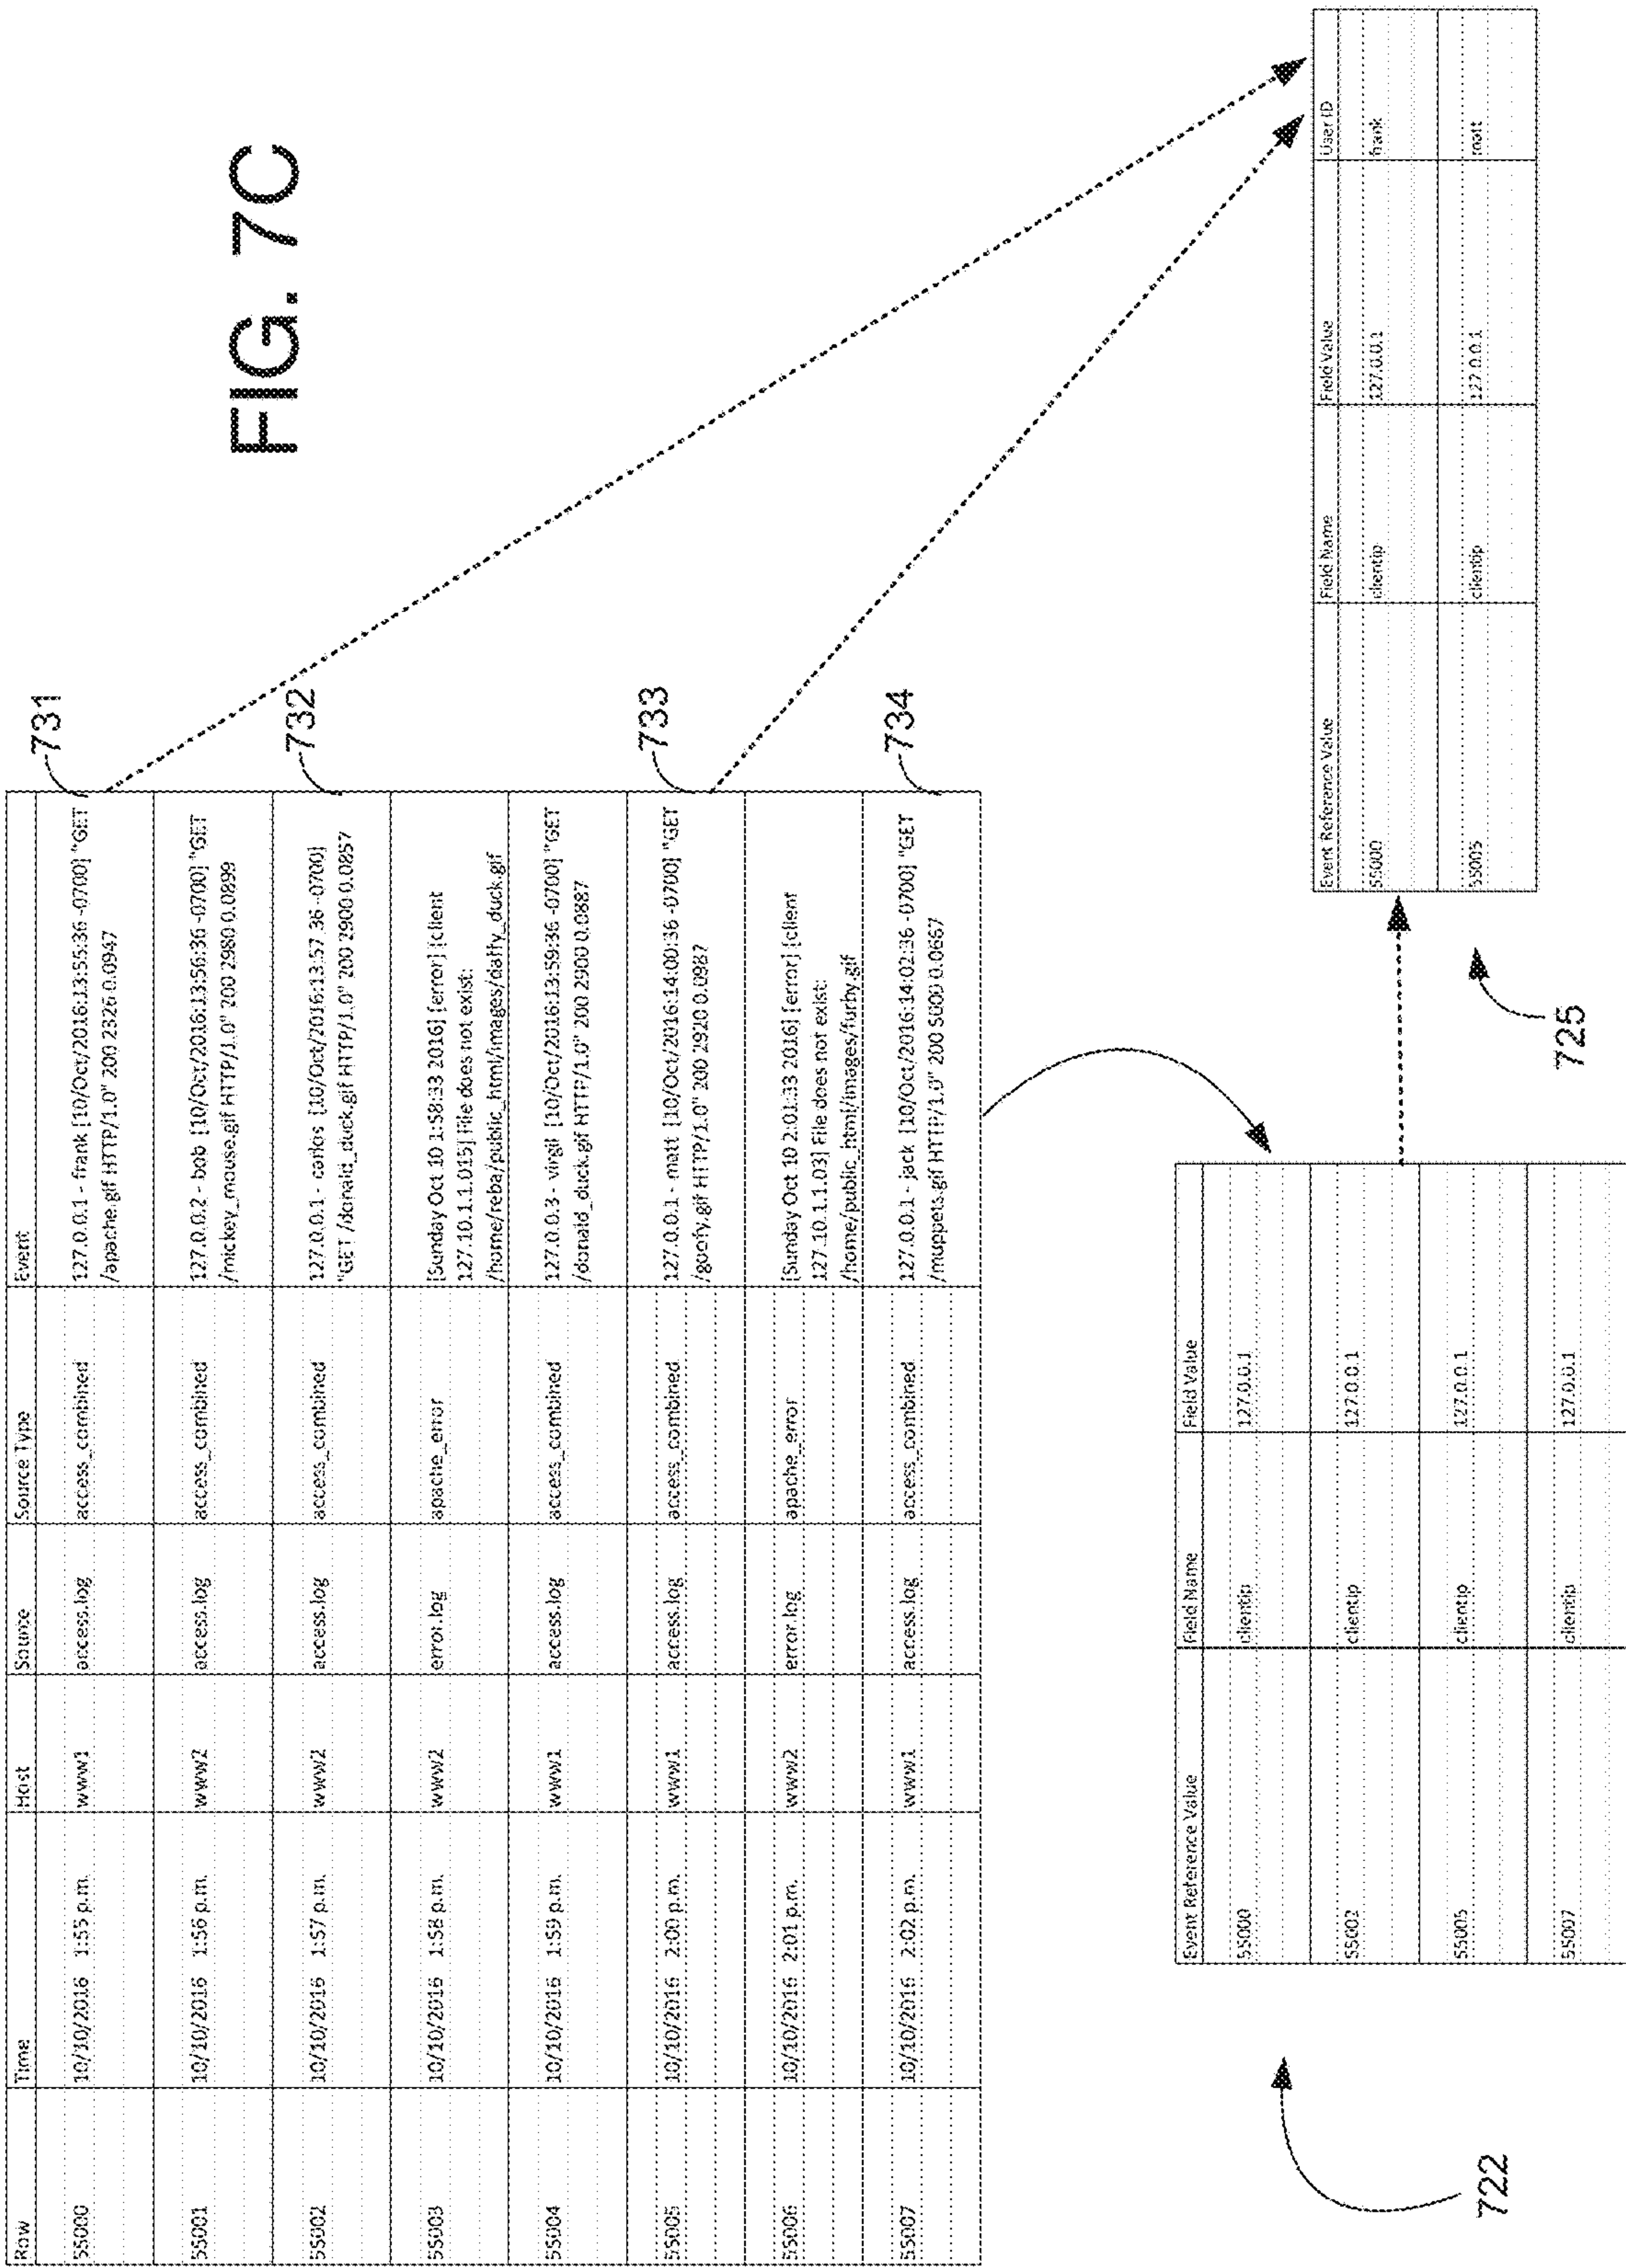 FIG. 7C
Row Time Host Source Source Type Event
55000 10/10/2016 1:55 p.m. www1 access.log access_combined 127.0.0.1 - frank [10/Oct/2016:13:55:36 -0700] "GET
/apache.gif HTTP/1.0" 200 2326 0.0947
731
55001 10/10/2016 1:56 p.m. www2 access.log access_combined 127.0.0.2 - bob [10/Oct/2016:13:56:36 -0700] "GET
/mickey_mouse.gif HTTP/1.0" 200 2980 0.0899
55002 10/10/2016 1:57 p.m. www2 access.log access_combined 127.0.0.1 - carlos [10/Oct/2016:13:57:36 -0700]
"GET /donald_duck.gif HTTP/1.0" 200 2900 0.0857
732
55003 10/10/2016 1:58 p.m. www2 error.log apache_error [Sunday Oct 10 1:58:33 2016] [error] [client
127.10.1.1.015] File does not exist:
/home/reba/public_html/images/daffy_duck.gif
55004 10/10/2016 1:59 p.m. www1 access.log access_combined 127.0.0.3 - virgil [10/Oct/2016:13:59:36 -0700] "GET
/donald_duck.gif HTTP/1.0" 200 2900 0.0887
55005 10/10/2016 2:00 p.m. www1 access.log access_combined 127.0.0.1 - matt [10/Oct/2016:14:00:36 -0700] "GET
/goofy.gif HTTP/1.0" 200 2920 0.0987
733
55006 10/10/2016 2:01 p.m. www2 error.log apache_error [Sunday Oct 10 2:01:33 2016] [error] [client
127.10.1.1.03] File does not exist:
/home/public_html/images/furby.gif
55007 10/10/2016 2:02 p.m. www1 access.log access_combined 127.0.0.1 - jack [10/Oct/2016:14:02:36 -0700] "GET
/muppets.gif HTTP/1.0" 200 5000 0.0667
734
722
Event Reference Value Field Name Field Value
55000 clientip 127.0.0.1
55002 clientip 127.0.0.1
55005 clientip 127.0.0.1
55007 clientip 127.0.0.1
725
Event Reference Value Field Name Field Value User ID
55000 clientip 127.0.0.1 frank
55005 clientip 127.0.0.1 matt